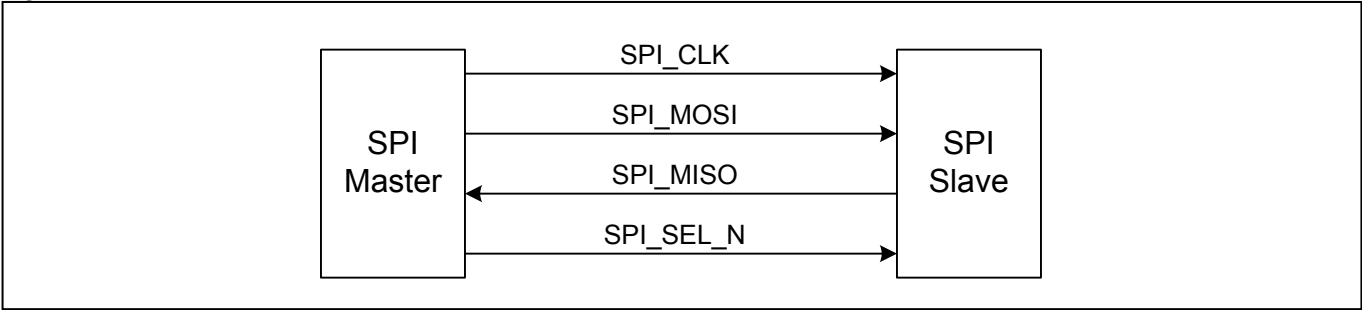 SPI
Master
SPI_CLK
SPI_MOSI
SPI_MISO
SPI_SEL_N
SPI
Slave